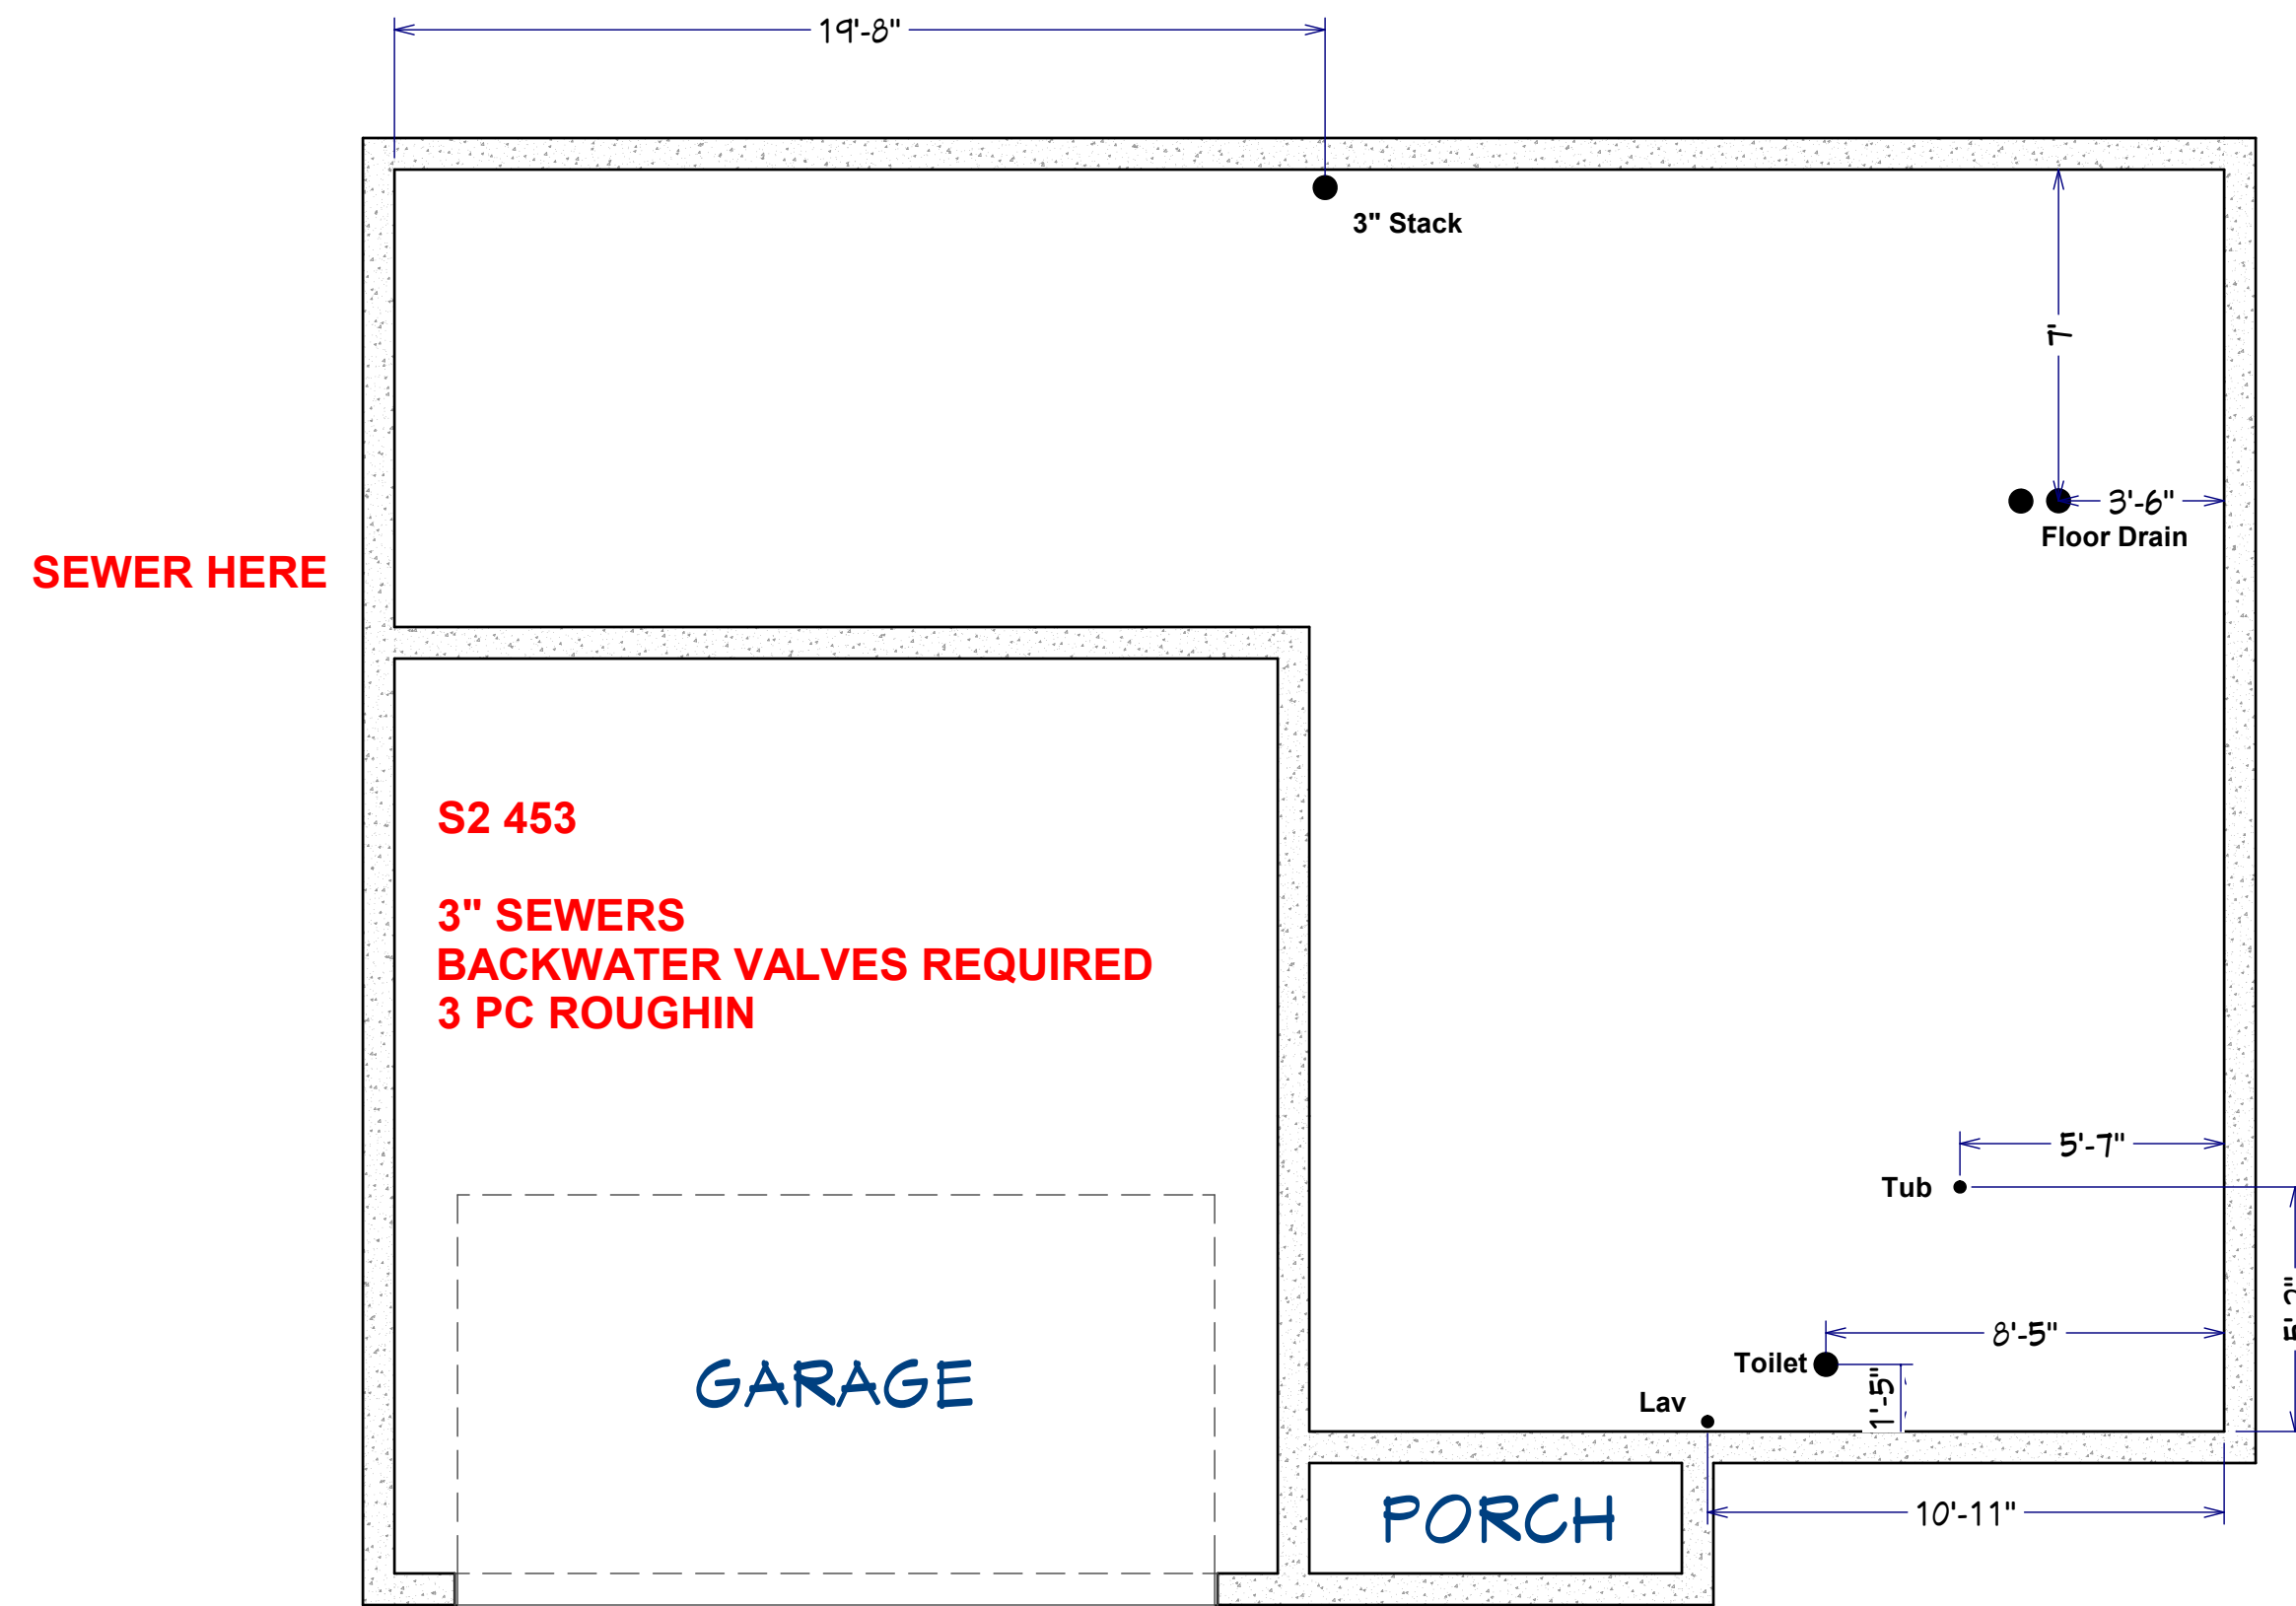 19'-8"
3" Stack
7"
3'-6"
Floor Drain
SEWER HERE
S2 453
3" SEWERS
BACKWATER VALVES REQUIRED
3 PC ROUGHIN
5'-7"
Tub
8'-5"
Toilet
1'-5"
Lav
GARAGE
PORCH
10'-11"